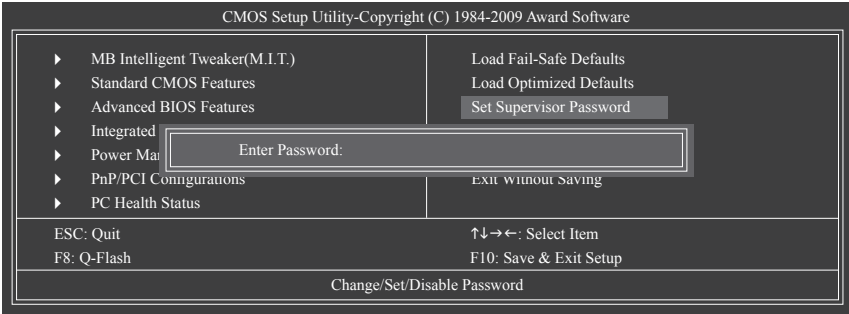 CMOS Setup Utility-Copyright (C) 1984-2009 Award Software
MB Intelligent Tweaker(M.I.T.)
Standard CMOS Features
Advanced BIOS Features
Integrated
Power
PnP/PCI Configurations
PC Health Status
Load Fail-Safe Defaults
Load Optimized Defaults
Set Supervisor Password
Exit Without Saving
Enter Password:
ESC: Quit
↑↓→←: Select Item
F8: Q-Flash
F10: Save & Exit Setup
Change/Set/Disable Password